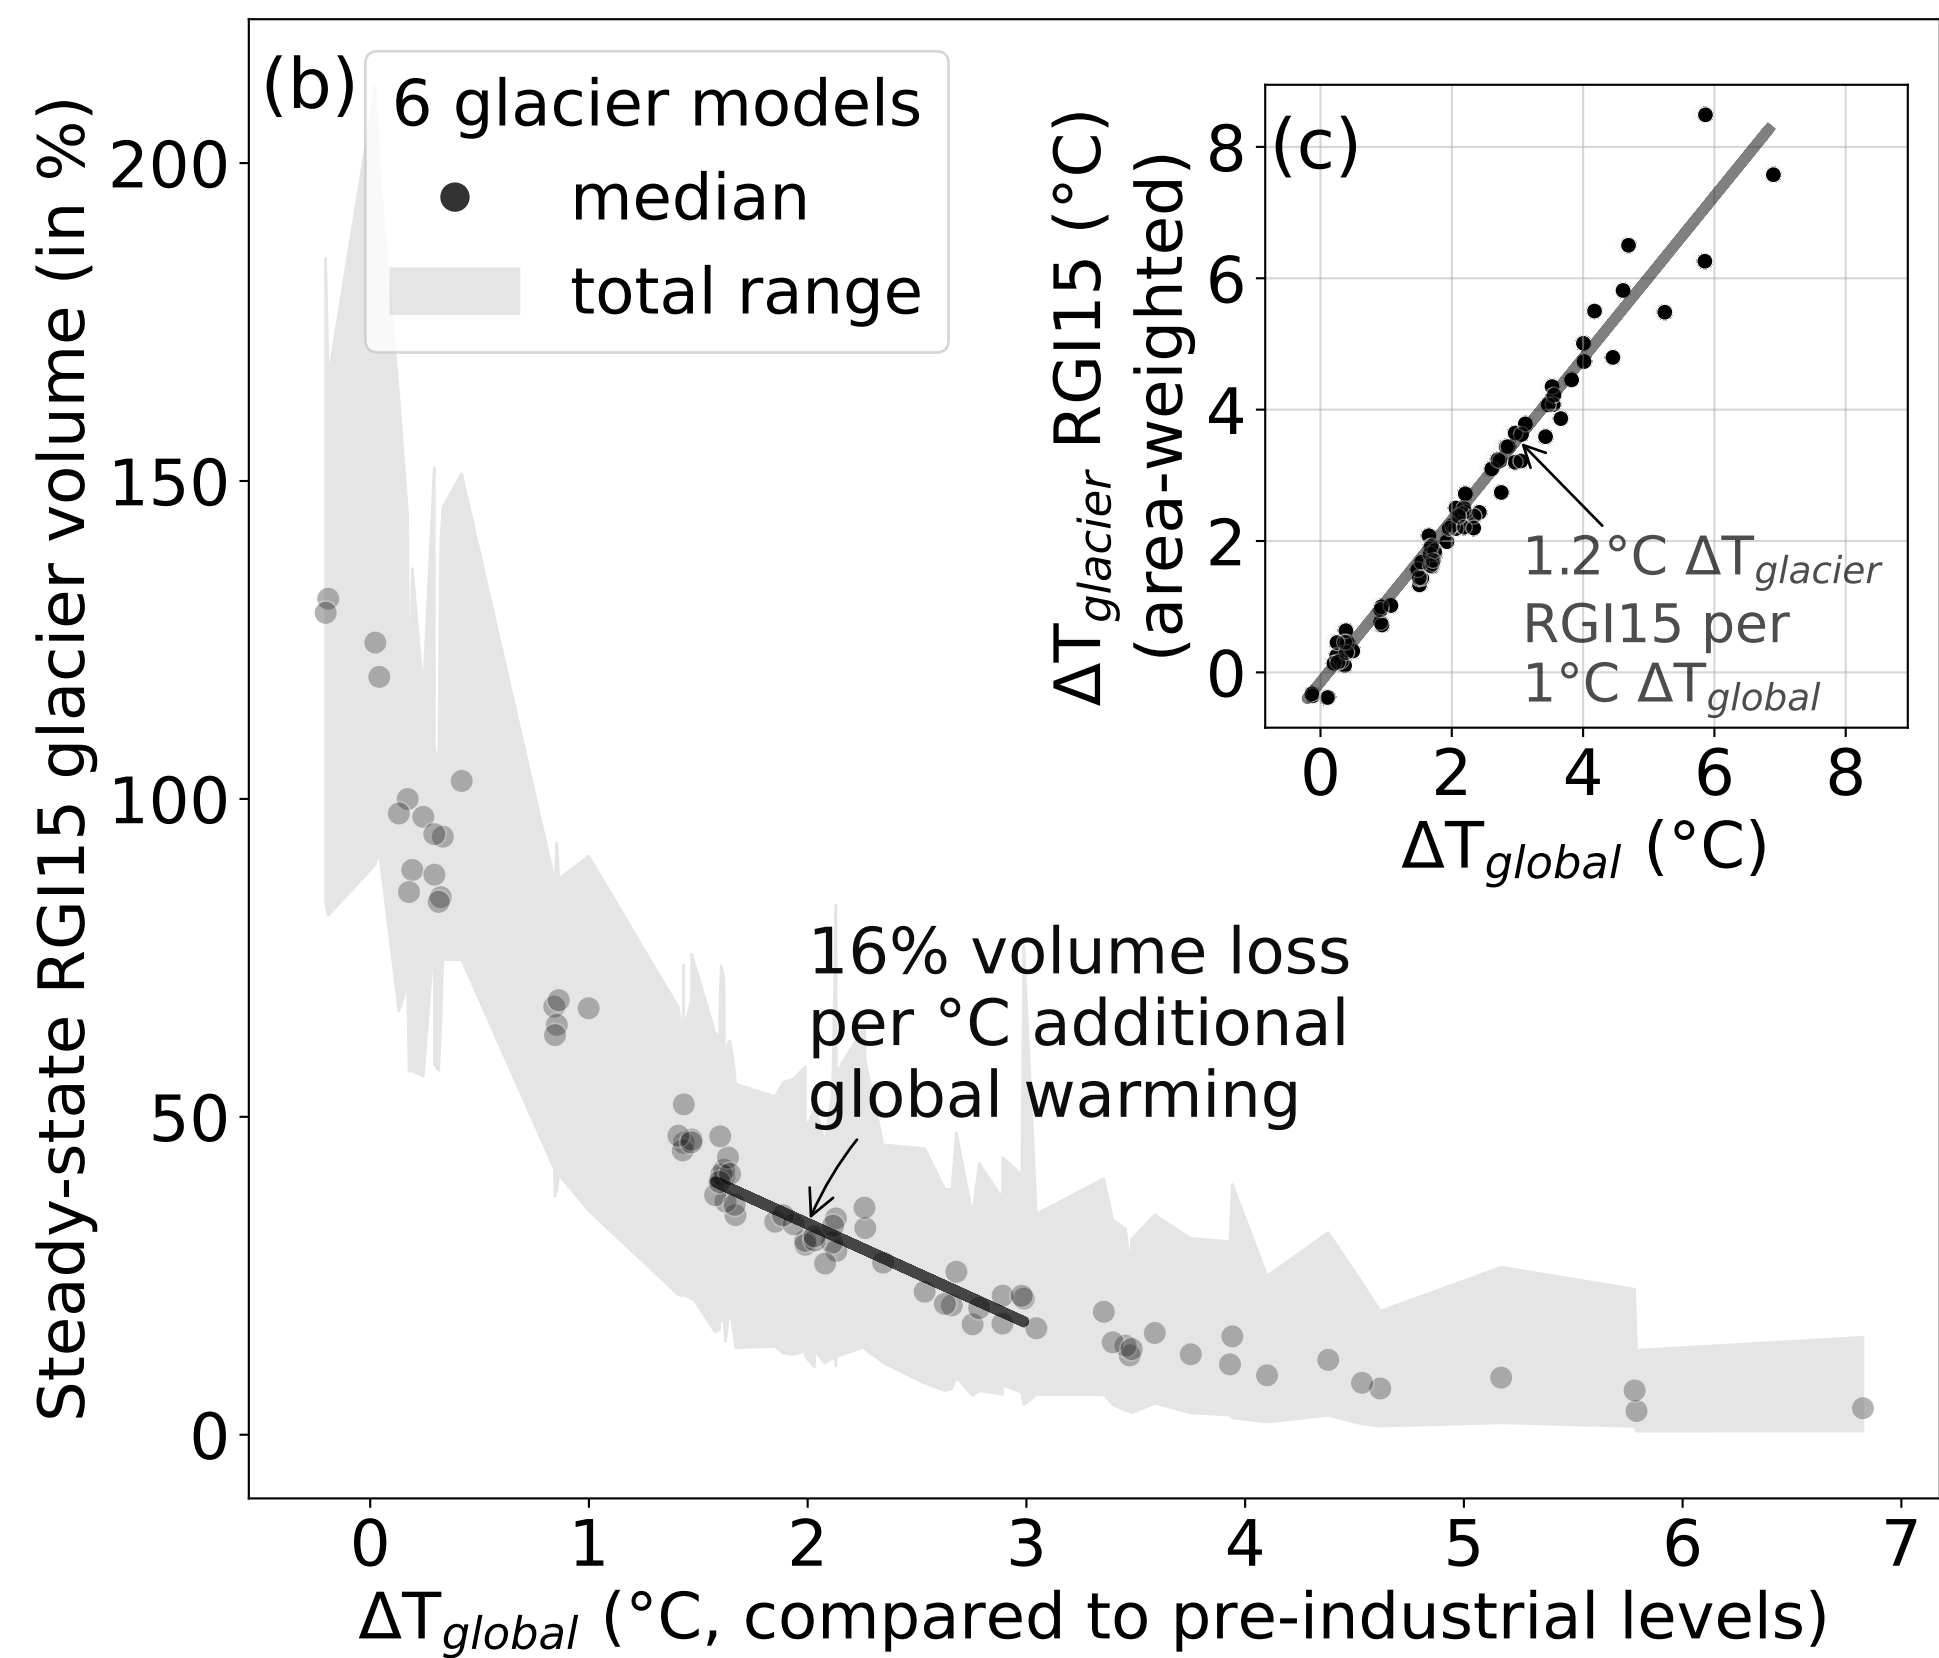 (b)
6 glacier models
median
total range
Steady-state RGI15 glacier volume (in %)
200
150
100
50
0
0 1 2 3 4 5 6 7
ΔTglobal (°C, compared to pre-industrial levels)
16% volume loss
per °C additional
global warming
(c)
ΔTglacier RGI15 (°C)
(area-weighted)
8
6
4
2
0
0 2 4 6 8
ΔTglobal (°C)
1.2°C ΔTglacier
RGI15 per
1°C ΔTglobal